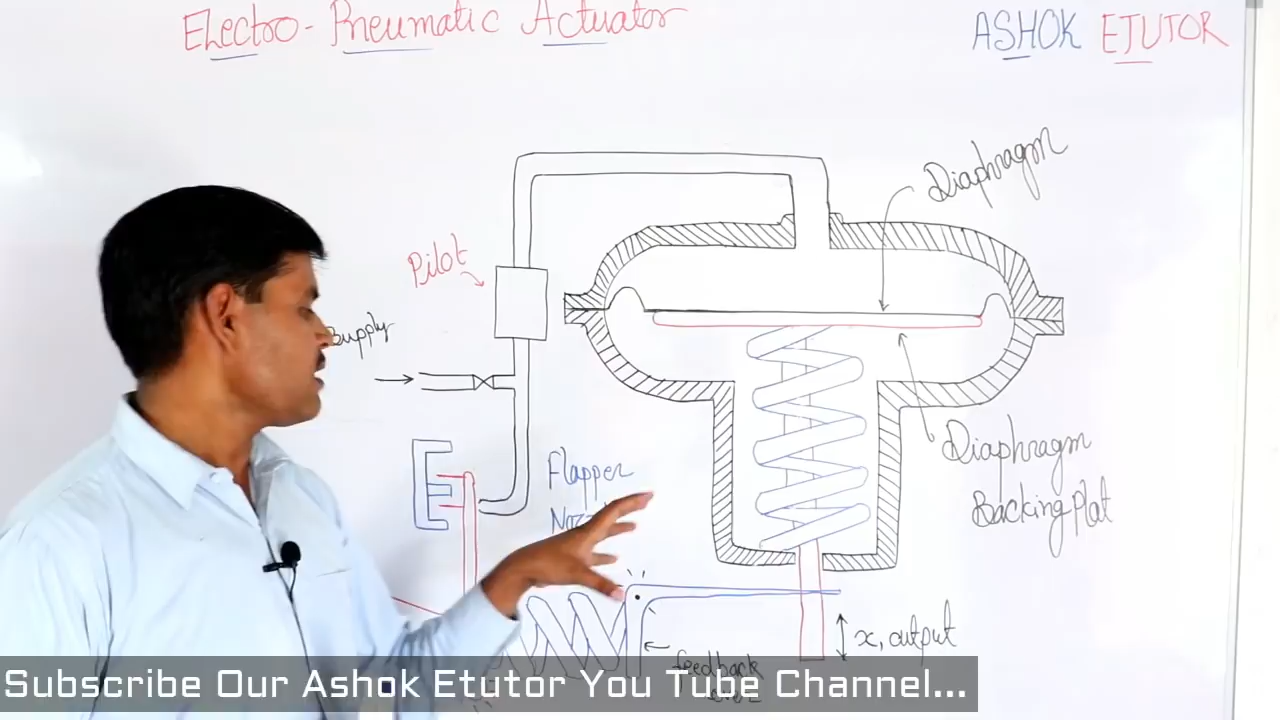 Electro-Pneumatic Actuator
ASHOK ETUTOR
Diaphragm
Pilot
Supply
Flapper
Diaphragm
Backing Plat
x, output
feedback
Subscribe Our Ashok Etutor You Tube Channel...